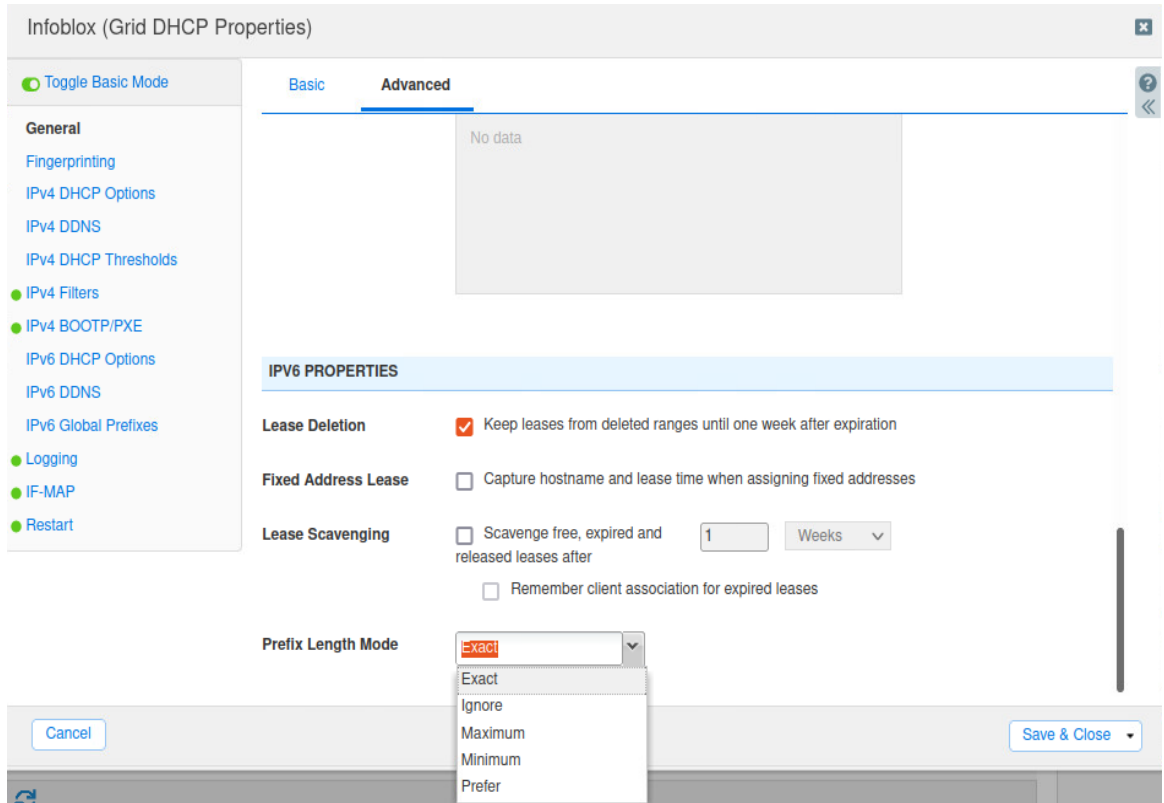 Infoblox (Grid DHCP Properties)
Toggle Basic Mode
General
Fingerprinting
IPv4 DHCP Options
IPv4 DDNS
IPv4 DHCP Thresholds
IPv4 Filters
IPv4 BOOTP/PXE
IPv6 DHCP Options
IPv6 DDNS
IPv6 Global Prefixes
Logging
IF-MAP
Restart
Basic
Advanced
No data
IPV6 PROPERTIES
Lease Deletion
Keep leases from deleted ranges until one week after expiration
Fixed Address Lease
Capture hostname and lease time when assigning fixed addresses
Lease Scavenging
Scavenge free, expired and
released leases after
1
Weeks
Remember client association for expired leases
Prefix Length Mode
Exact
Exact
Ignore
Maximum
Minimum
Prefer
Cancel
Save & Close